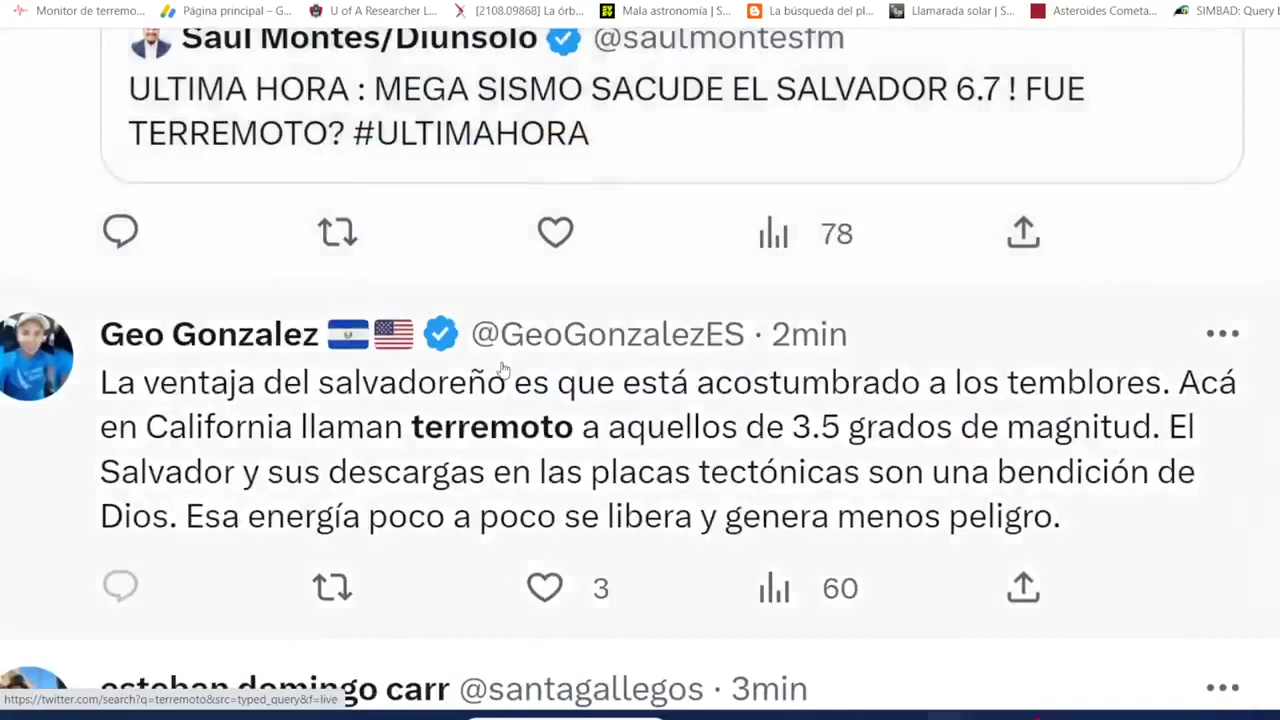 Monitor de terremo...
Página principal – G...
U of A Researcher L...
[2108.09868] La órb...
Mala astronomía | S...
La búsqueda del pl...
Llamarada solar | S...
Asteroides Cometa...
SIMBAD: Query l
Saul Montes/Diunsolo @saulmontesfm
ULTIMA HORA : MEGA SISMO SACUDE EL SALVADOR 6.7 ! FUE
TERREMOTO? #ULTIMAHORA
78
Geo Gonzalez @GeoGonzalezES · 2min
La ventaja del salvadoreño es que está acostumbrado a los temblores. Acá
en California llaman terremoto a aquellos de 3.5 grados de magnitud. El
Salvador y sus descargas en las placas tectónicas son una bendición de
Dios. Esa energía poco a poco se libera y genera menos peligro.
3
60
esteban domingo carr @santagallegos · 3min
https://twitter.com/search?q=terremoto&src=typed_query&f=live